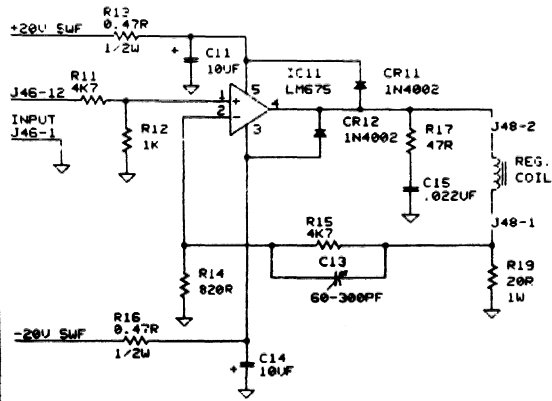 R13
0.47R
+20V SWF
1/2W
C11
10UF
5
IC11
LM675
CR11
1N4002
R11
4K7
J46-12
INPUT
J46-1
R12
1K
1
+
2
-
4
3
CR12
1N4002
R17
47R
J48-2
REG.
COIL
C15
.022UF
J48-1
R15
4K7
C13
60-300PF
R14
820R
R19
20R
1W
R16
0.47R
-20V SWF
1/2W
+
C14
10UF